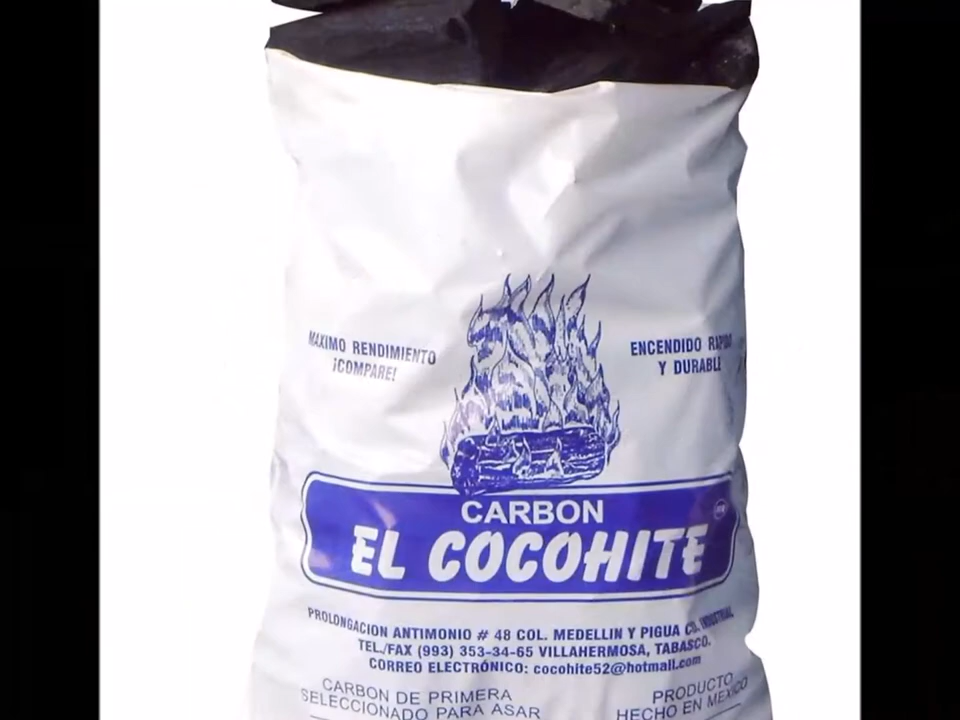 MAXIMO RENDIMIENTO
¡COMPARE!
ENCENDIDO RAPIDO
Y DURABLE
CARBON
EL COCOHITE
PROLONGACION ANTIMONIO # 48 COL. MEDELLIN Y PIGUA CD. INDUSTRIAL
TEL./FAX (993) 353-34-65 VILLAHERMOSA, TABASCO.
CORREO ELECTRÓNICO: cocohite52@hotmail.com
CARBON DE PRIMERA
SELECCIONADO PARA ASAR
PRODUCTO
HECHO EN MEXICO